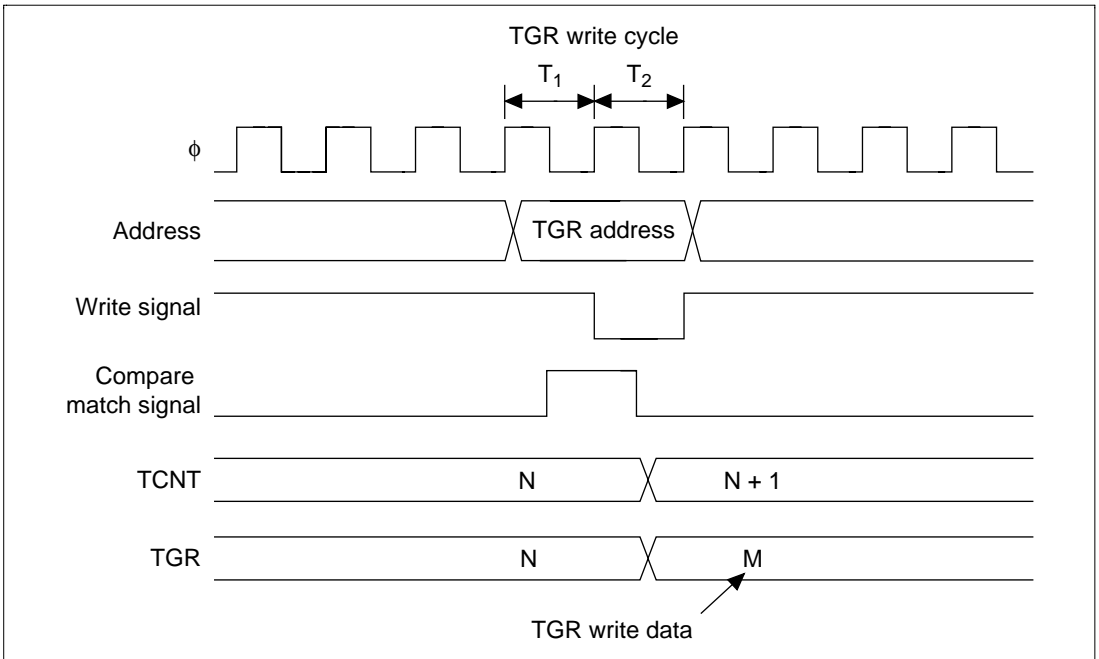 TGR write cycle
T1 T2
ϕ
Address
TGR address
Write signal
Compare
match signal
TCNT
N
N + 1
TGR
N
M
TGR write data